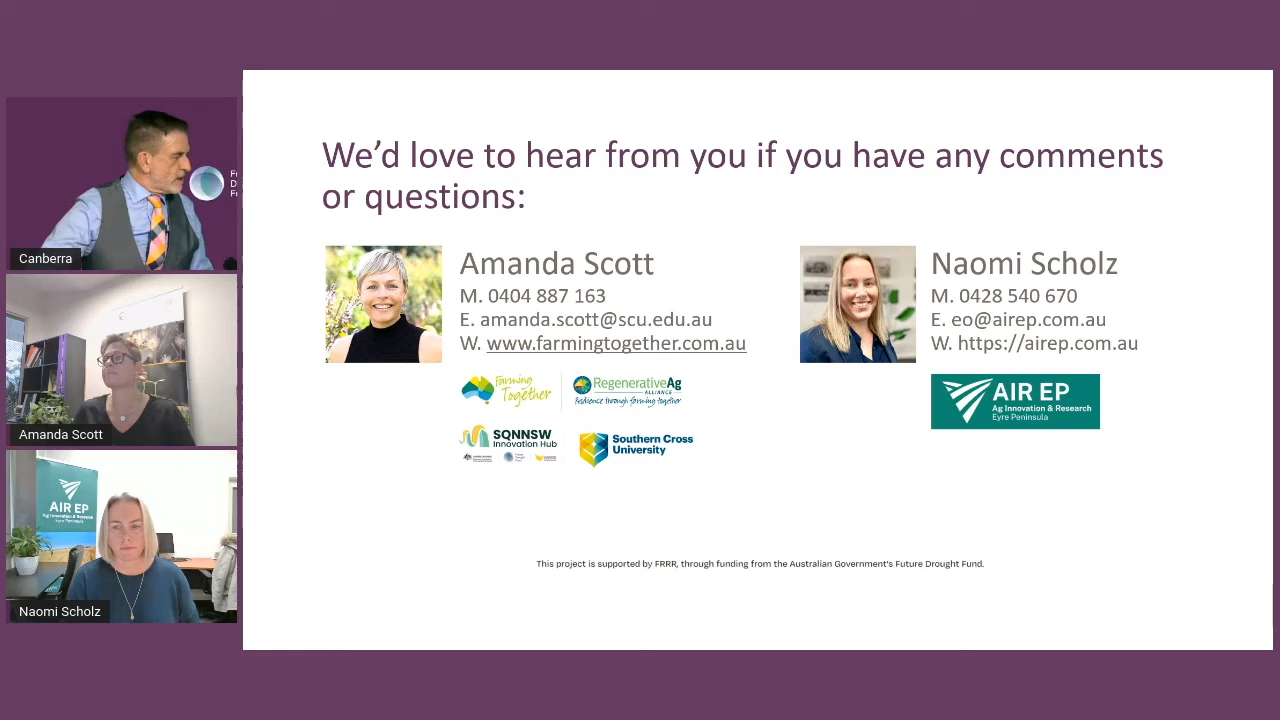 We'd love to hear from you if you have any comments
or questions:
Amanda Scott
M. 0404 887 163
E. amanda.scott@scu.edu.au
W. www.farmingtogether.com.au
Farming
Together
RegenerativeAg
ALLIANCE
Resilience through farming together
SQNNSW
Innovation Hub
Southern Cross
University
Naomi Scholz
M. 0428 540 670
E. eo@airep.com.au
W. https://airep.com.au
AIR EP
Ag Innovation & Research
Eyre Peninsula
This project is supported by FRRR, through funding from the Australian Government's Future Drought Fund.
Canberra
Amanda Scott
AIR EP
Ag Innovation & Research
Eyre Peninsula
Naomi Scholz